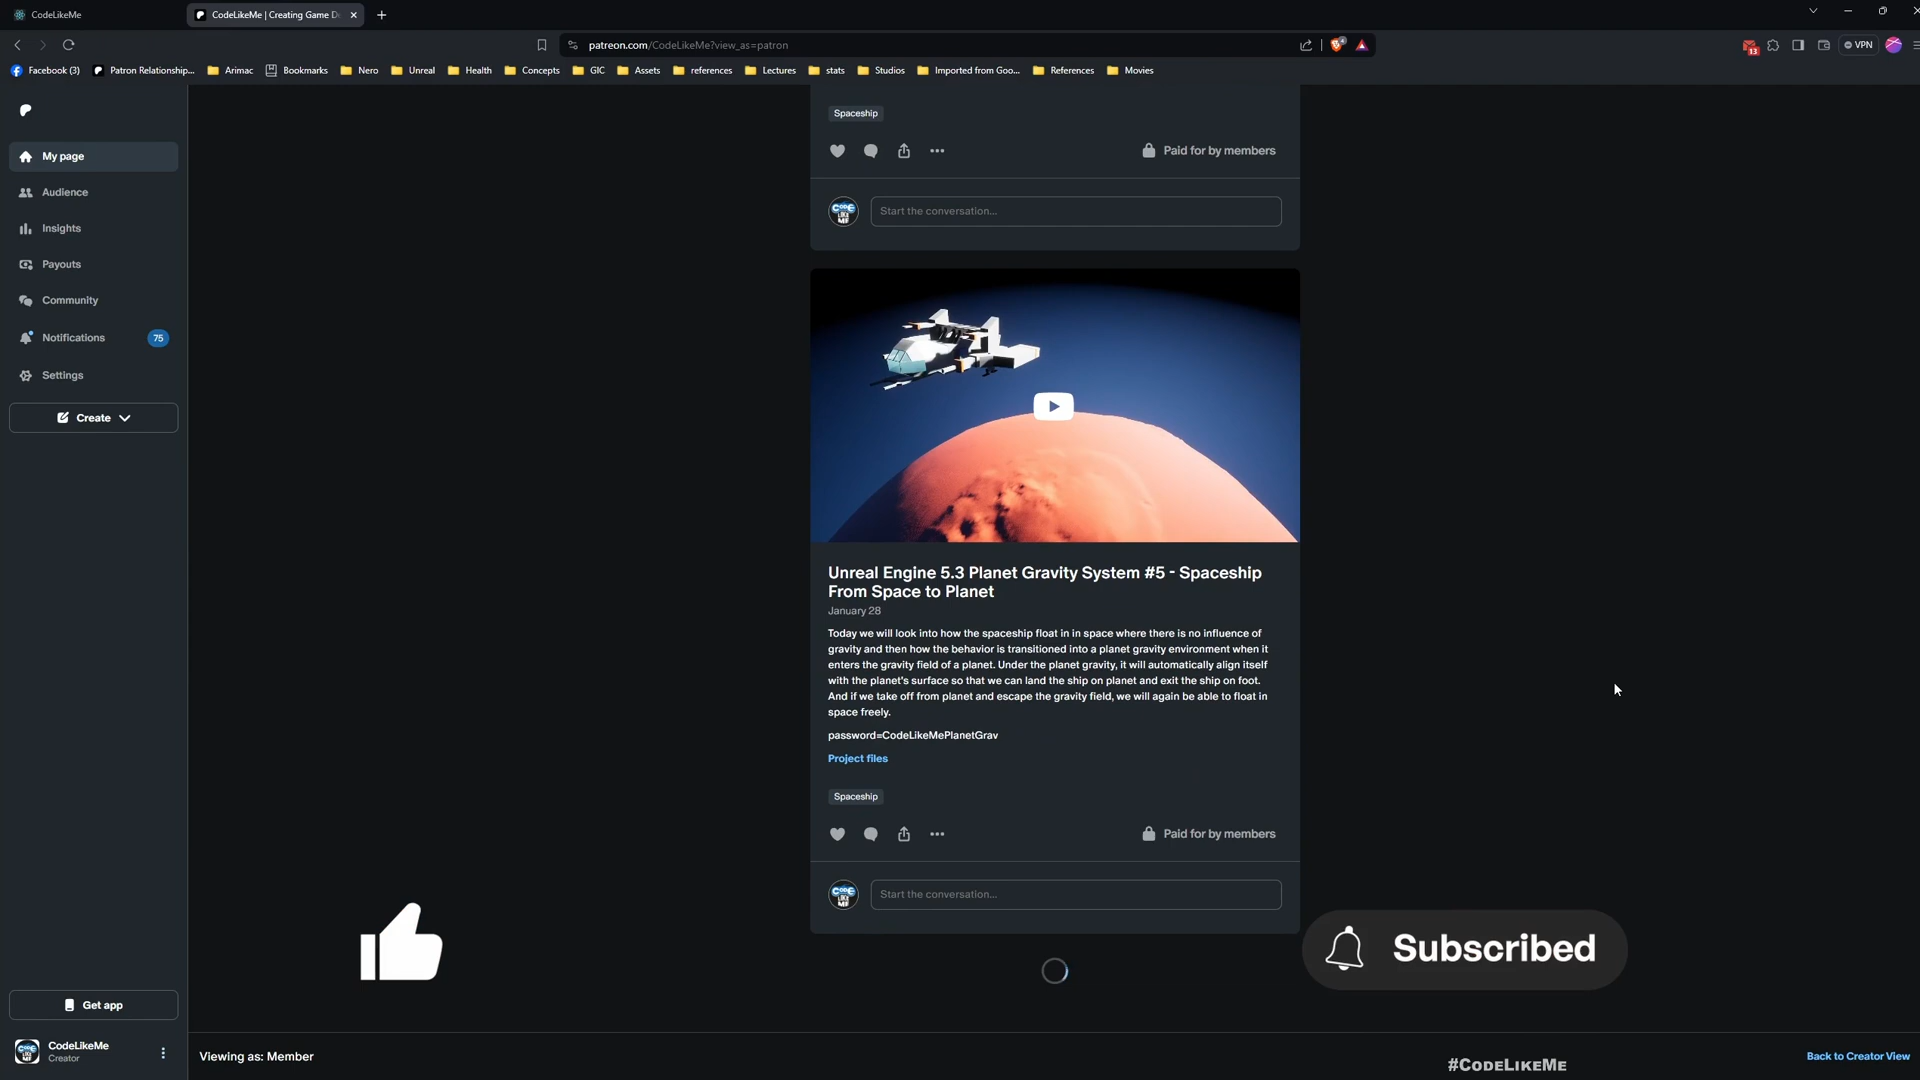 CodeLikeMe
CodeLikeMe | Creating Game D
patreon.com/CodeLikeMe?view_as=patron
13
VPN
Facebook (3)
Patron Relationship...
Arimac
Bookmarks
Nero
Unreal
Health
Concepts
GIC
Assets
references
Lectures
stats
Studios
Imported from Goo...
References
Movies
My page
Audience
Insights
Payouts
Community
Notifications
75
Settings
Create
Spaceship
Paid for by members
Start the conversation...
Unreal Engine 5.3 Planet Gravity System #5 - Spaceship
From Space to Planet
January 28
Today we will look into how the spaceship float in in space where there is no influence of
gravity and then how the behavior is transitioned into a planet gravity environment when it
enters the gravity field of a planet. Under the planet gravity, it will automatically align itself
with the planet's surface so that we can land the ship on planet and exit the ship on foot.
And if we take off from planet and escape the gravity field, we will again be able to float in
space freely.
password=CodeLikeMePlanetGrav
Project files
Spaceship
Paid for by members
Start the conversation...
Subscribed
Get app
CodeLikeMe
Creator
Viewing as: Member
#CODELIKEME
Back to Creator View